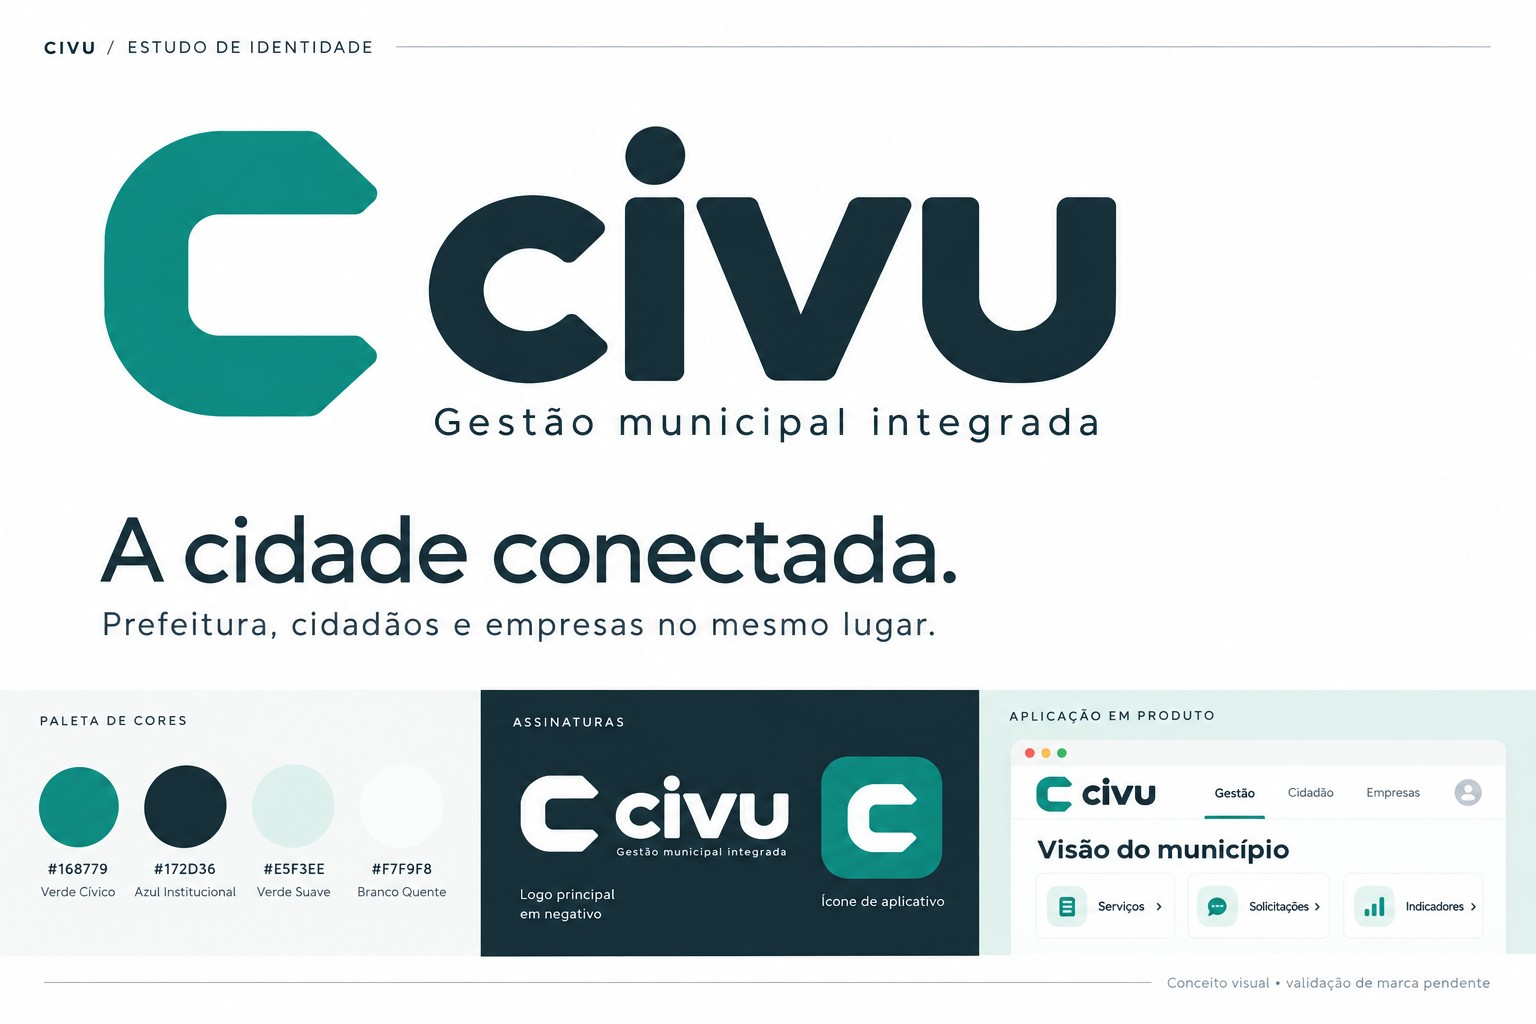 CIVU / ESTUDO DE IDENTIDADE
civu
Gestão municipal integrada
A cidade conectada.
Prefeitura, cidadãos e empresas no mesmo lugar.
PALETA DE CORES
#168779
Verde Cívico
#172D36
Azul Institucional
#E5F3EE
Verde Suave
#F7F9F8
Branco Quente
ASSINATURAS
civu
Gestão municipal integrada
Logo principal
em negativo
Ícone de aplicativo
APLICAÇÃO EM PRODUTO
civu
Gestão
Cidadão
Empresas
Visão do município
Serviços
Solicitações
Indicadores
Conceito visual • validação de marca pendente